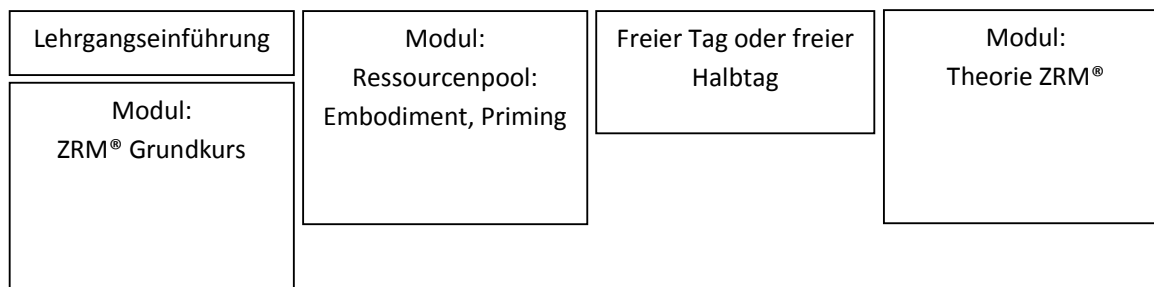 Lehrgangseinführung
Modul:
ZRM® Grundkurs
Modul:
Ressourcenpool:
Embodiment, Priming
Freier Tag oder freier
Halbtag
Modul:
Theorie ZRM®